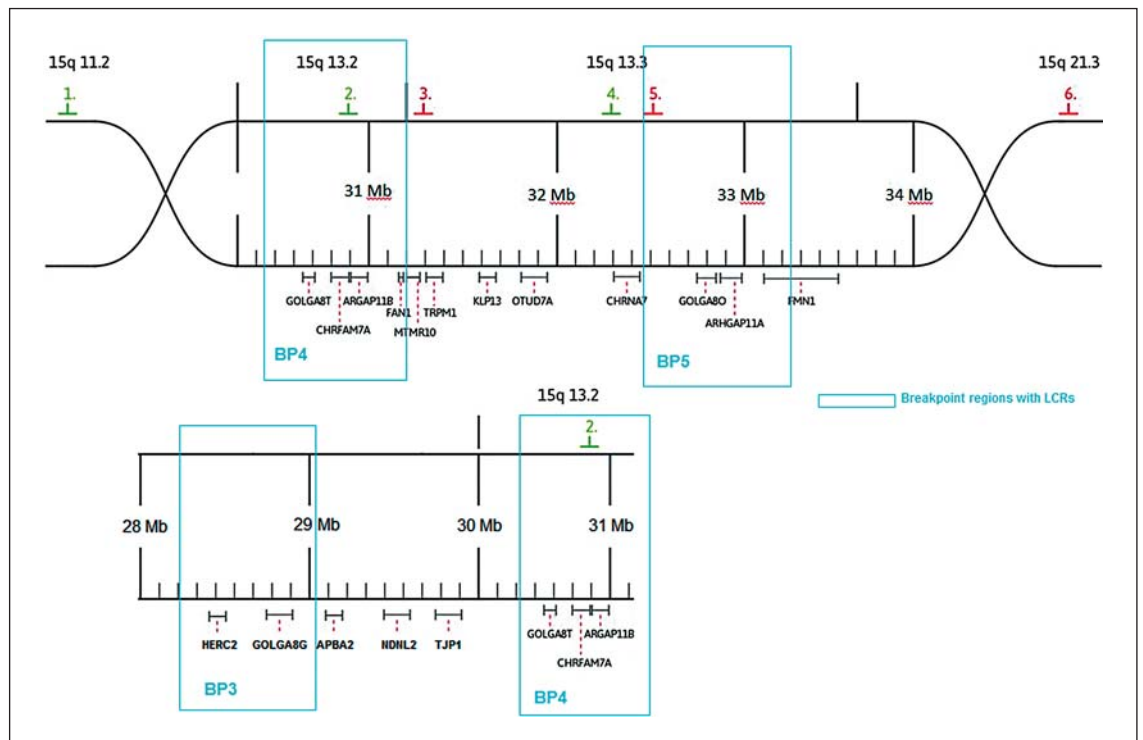 15q 11.2 15q 13.2 15q 13.3 15q 21.3
1. 2. 3. 4. 5. 6.
31 Mb 32 Mb 33 Mb 34 Mb
GOLGA8T ARGAP11B TRPM1 KLP13 OTUD7A CHRNA7 GOLGA8O FMN1
FAN1
CHRFAM7A MTMR10 ARHGAP11A
BP4 BP5
15q 13.2
Breakpoint regions with LCRs
2.
28 Mb 29 Mb 30 Mb 31 Mb
GOLGA8T ARGAP11B
HERC2 GOLGA8G APBA2 NDNL2 TJP1
CHRFAM7A
BP3 BP4